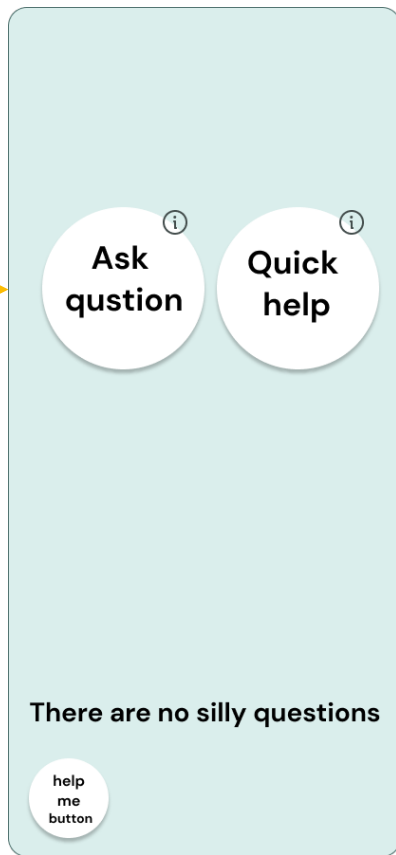 Ask
qustion
Quick
help
There are no silly questions
help
me
button